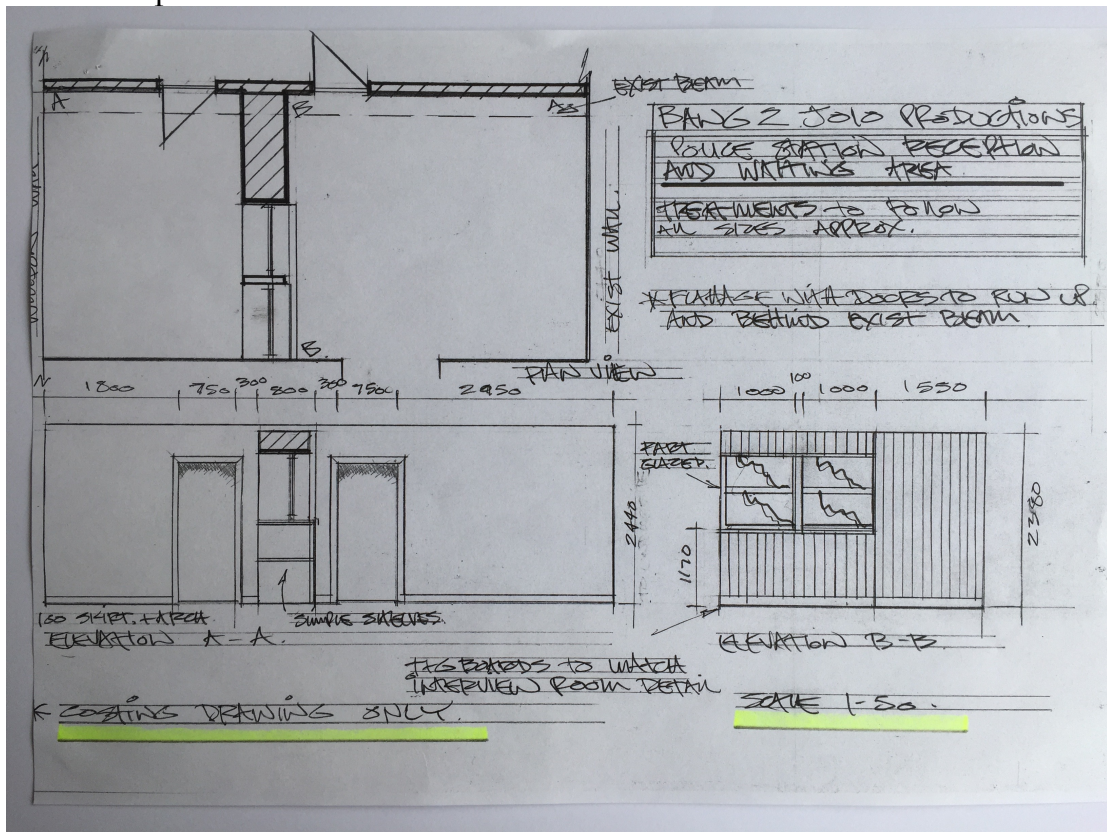 A
B
A
EXIST BEAM
BANG 2 JOLO PRODUCTIONS
POLICE STATION RECEPTION
AND WAITING AREA
TREATMENTS TO FOLLOW
ALL SIZES APPROX.
WALL
EXIST WALL.
* FLATTAGE WITH DOORS TO RUN UP
AND BEHIND EXIST BEAM.
B.
PLAN VIEW
1800 750 300 800 300 750 2450
1000 100 1000 1550
PART
GLAZED.
2440
1170
2380
150 SKIRT. + ARCH.
SIMPLE SHELVES.
ELEVATION A-A.
ELEVATION B-B
T+G BOARDS TO MATCH
INTERVIEW ROOM DETAIL
* COSTING DRAWING ONLY.
SCALE 1-50.